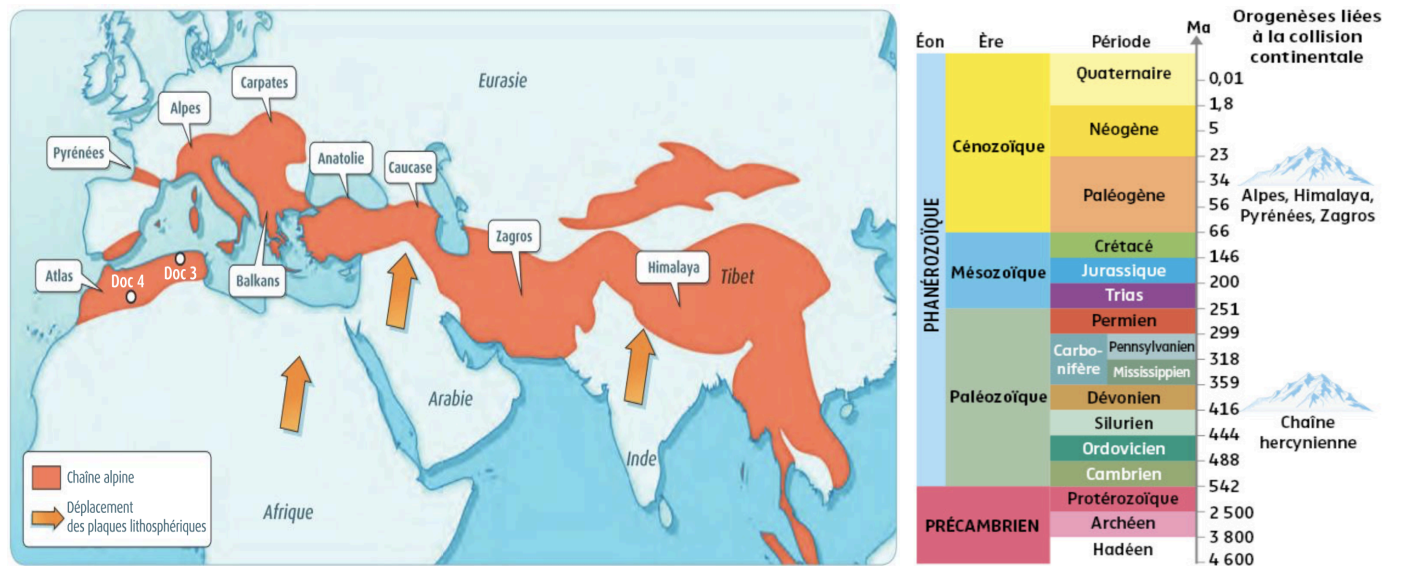 Eurasie
Carpates
Alpes
Pyrénées
Anatolie
Caucase
Zagros
Himalaya
Tibet
Atlas
Doc 4
Doc 3
Balkans
Arabie
Inde
Afrique
Chaîne alpine
Déplacement
des plaques lithosphériques
Éon
Ère
Période
Ma
Orogenèses liées
à la collision
continentale
PHANÉROZOÏQUE
Cénozoïque
Quaternaire
0,01
1,8
Néogène
5
23
Paléogène
34
56
66
Alpes, Himalaya,
Pyrénées, Zagros
Mésozoïque
Crétacé
146
Jurassique
200
Trias
251
Paléozoïque
Permien
299
Carbo-
nifère
Pennsylvanien
318
Mississippien
359
Dévonien
416
Silurien
444
Ordovicien
488
Cambrien
542
Chaîne
hercynienne
PRÉCAMBRIEN
Protérozoïque
2 500
Archéen
3 800
Hadéen
4 600